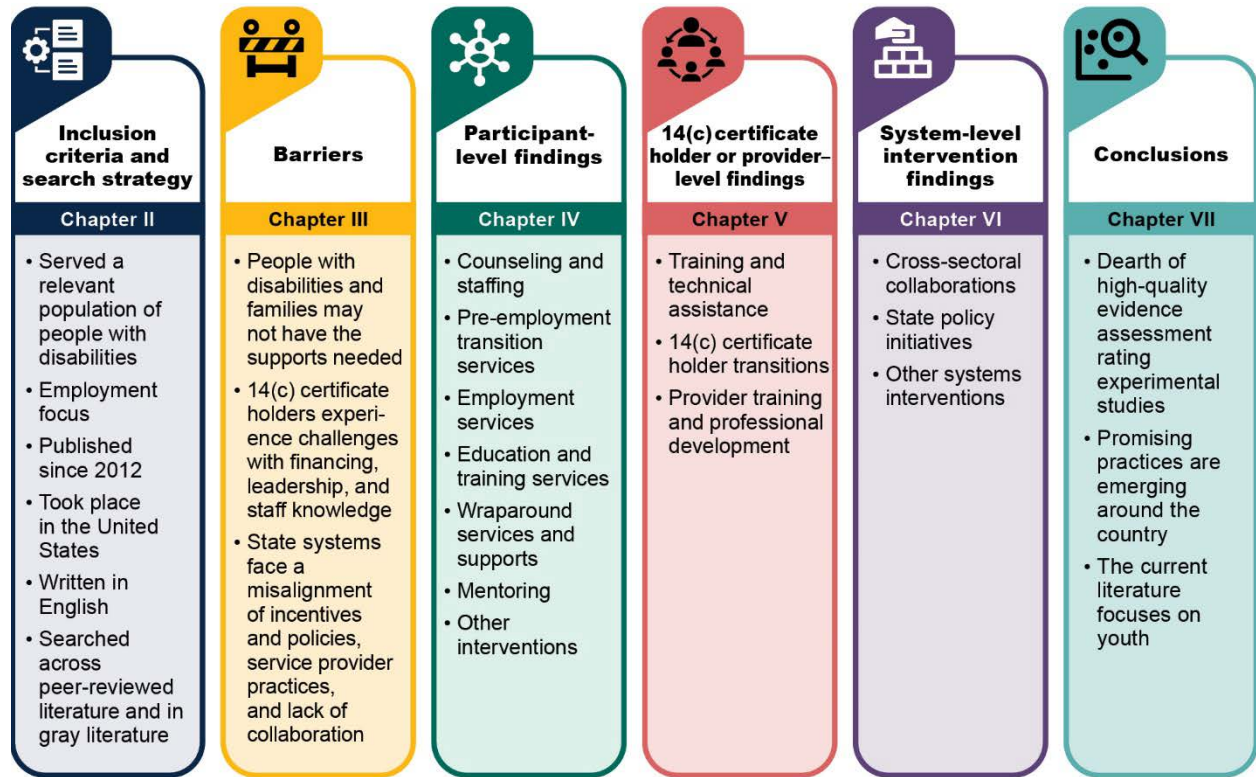 Inclusion
criteria and
search strategy
Chapter II
• Served a
relevant
population of
people with
disabilities
• Employment
focus
• Published
since 2012
• Took place
in the United
States
• Written in
English
• Searched
across
peer-reviewed
literature and in
gray literature
Barriers
Chapter III
• People with
disabilities and
families may
not have the
supports needed
• 14(c) certificate
holders experi-
ence challenges
with financing,
leadership, and
staff knowledge
• State systems
face a
misalignment
of incentives
and policies,
service provider
practices,
and lack of
collaboration
Participant-
level findings
Chapter IV
• Counseling and
staffing
• Pre-employment
transition
services
• Employment
services
• Education and
training services
• Wraparound
services and
supports
• Mentoring
• Other
interventions
14(c) certificate
holder or provider–
level findings
Chapter V
• Training and
technical
assistance
• 14(c) certificate
holder transitions
• Provider training
and professional
development
System-level
intervention
findings
Chapter VI
• Cross-sectoral
collaborations
• State policy
initiatives
• Other systems
interventions
Conclusions
Chapter VII
• Dearth of
high-quality
evidence
assessment
rating
experimental
studies
• Promising
practices are
emerging
around the
country
• The current
literature
focuses on
youth